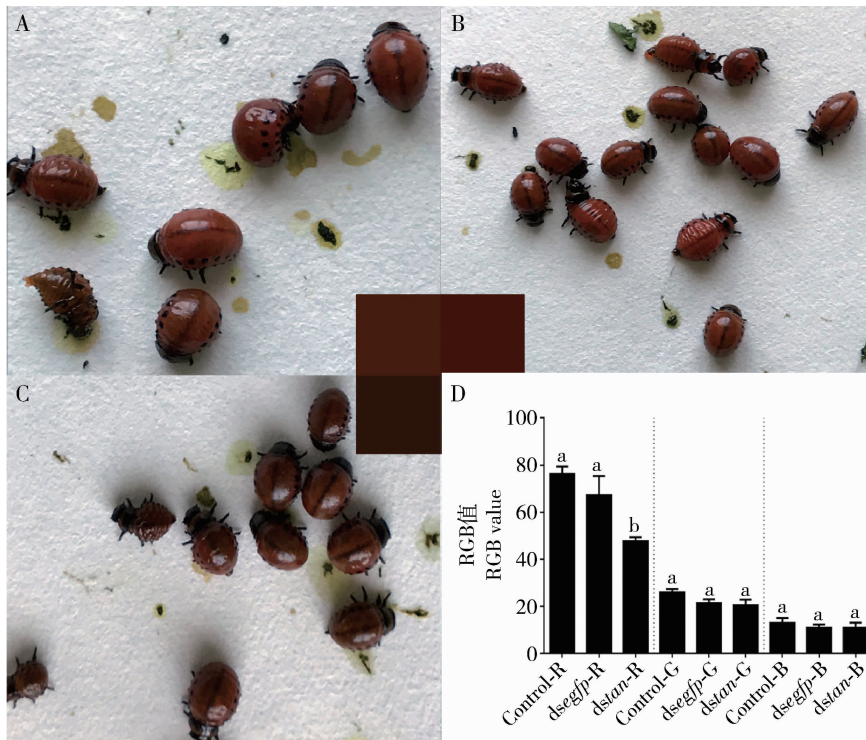 A
B
C
D
100
80
60
40
20
0
RGB值
RGB value
a
a
b
a
a
a
a
a
a
Control-R
dsegfp-R
dstan-R
Control-G
dsegfp-G
dstan-G
Control-B
dsegfp-B
dstan-B